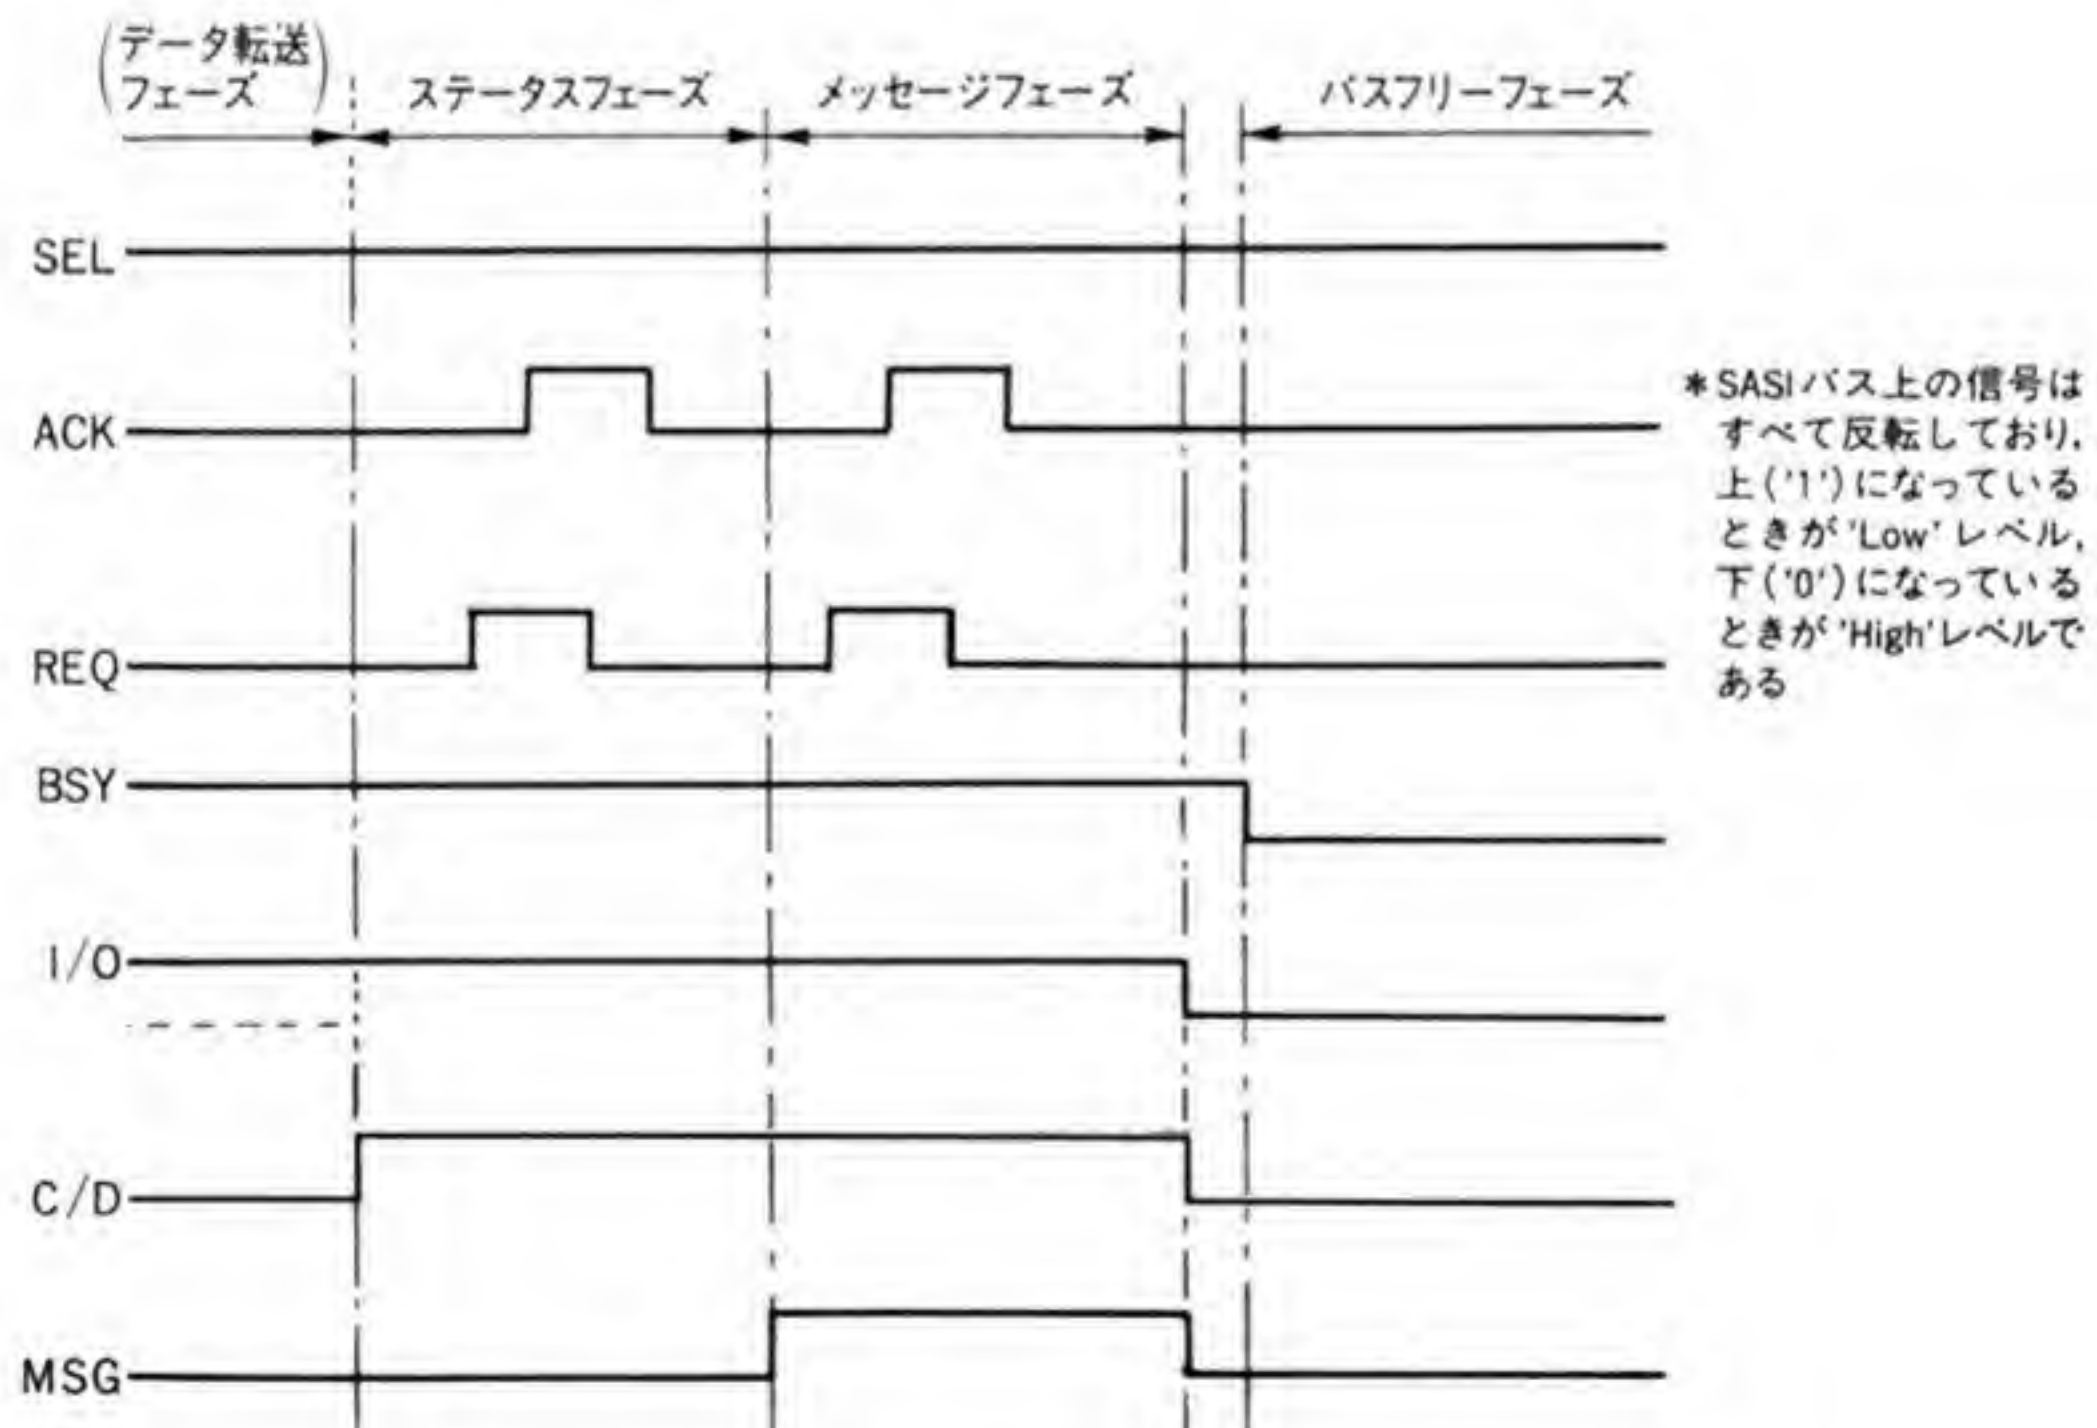 (データ転送
フェーズ)
ステータスフェーズ
メッセージフェーズ
バスフリーフェーズ
SEL
ACK
REQ
BSY
I/O
C/D
MSG
*SASIバス上の信号は
すべて反転しており,
上('1')になっている
ときが'Low'レベル,
下('0')になっている
ときが'High'レベルで
ある